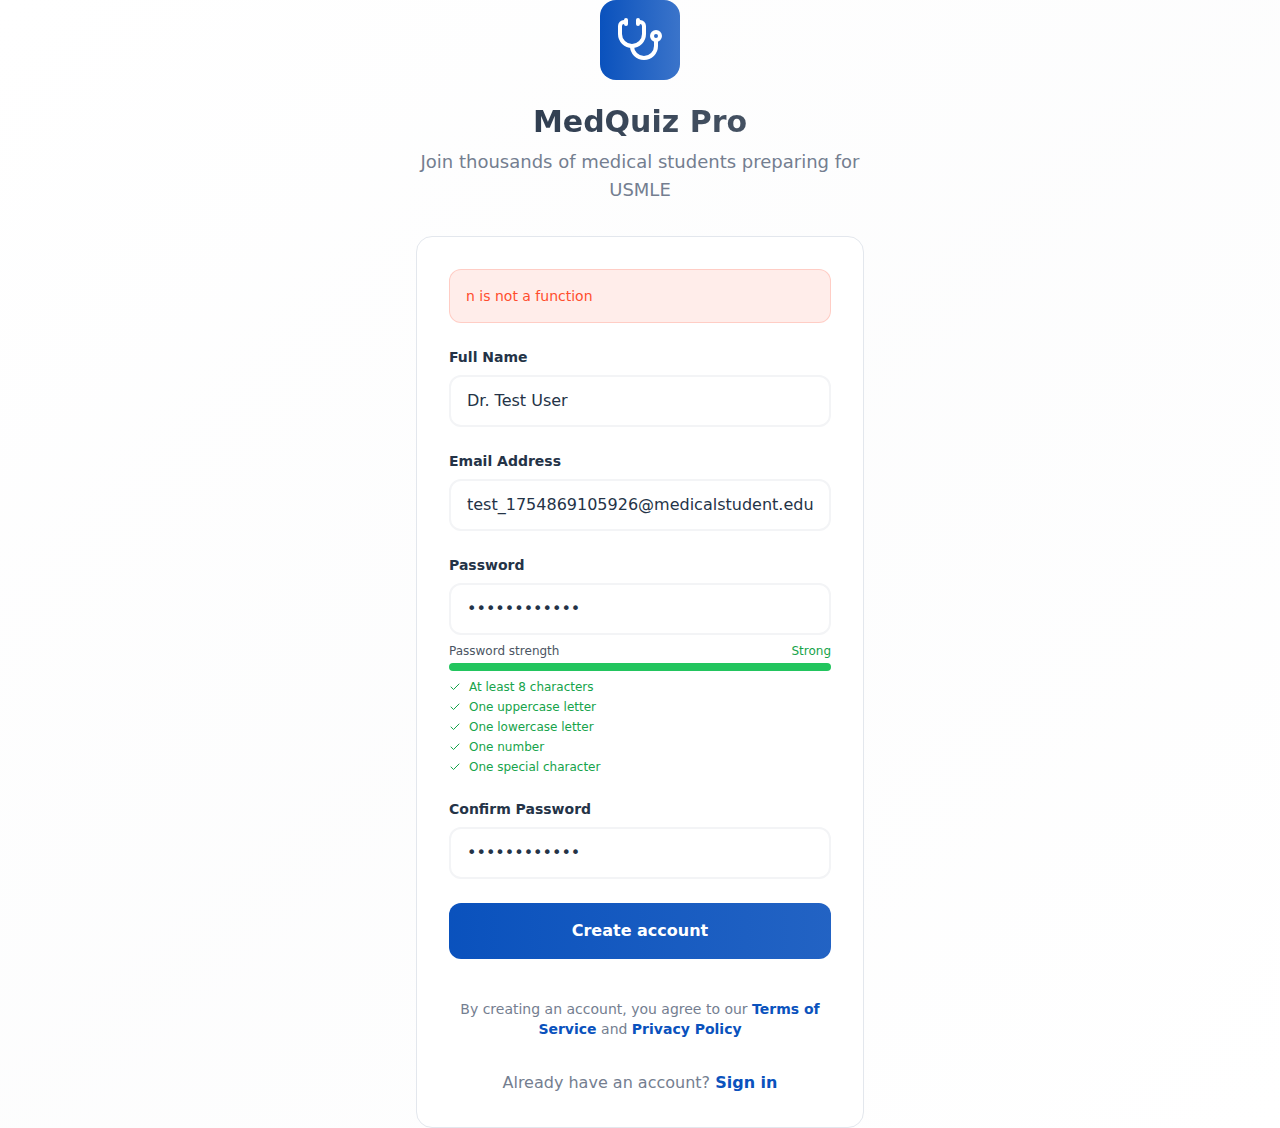 MedQuiz Pro
Join thousands of medical students preparing for
USMLE
n is not a function
Full Name
Dr. Test User
Email Address
test_1754869105926@medicalstudent.edu
Password
••••••••••••
Password strength Strong
At least 8 characters
One uppercase letter
One lowercase letter
One number
One special character
Confirm Password
••••••••••••
Create account
By creating an account, you agree to our Terms of
Service and Privacy Policy
Already have an account? Sign in